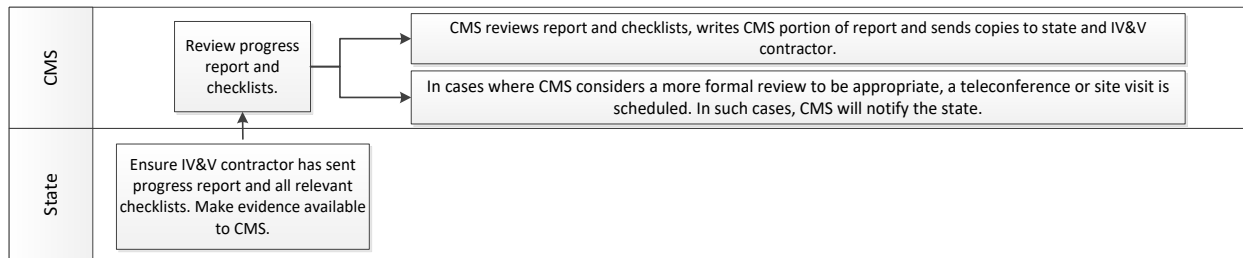 CMS
Review progress
report and
checklists.
CMS reviews report and checklists, writes CMS portion of report and sends copies to state and IV&V
contractor.
In cases where CMS considers a more formal review to be appropriate, a teleconference or site visit is
scheduled. In such cases, CMS will notify the state.
State
Ensure IV&V contractor has sent
progress report and all relevant
checklists. Make evidence available
to CMS.